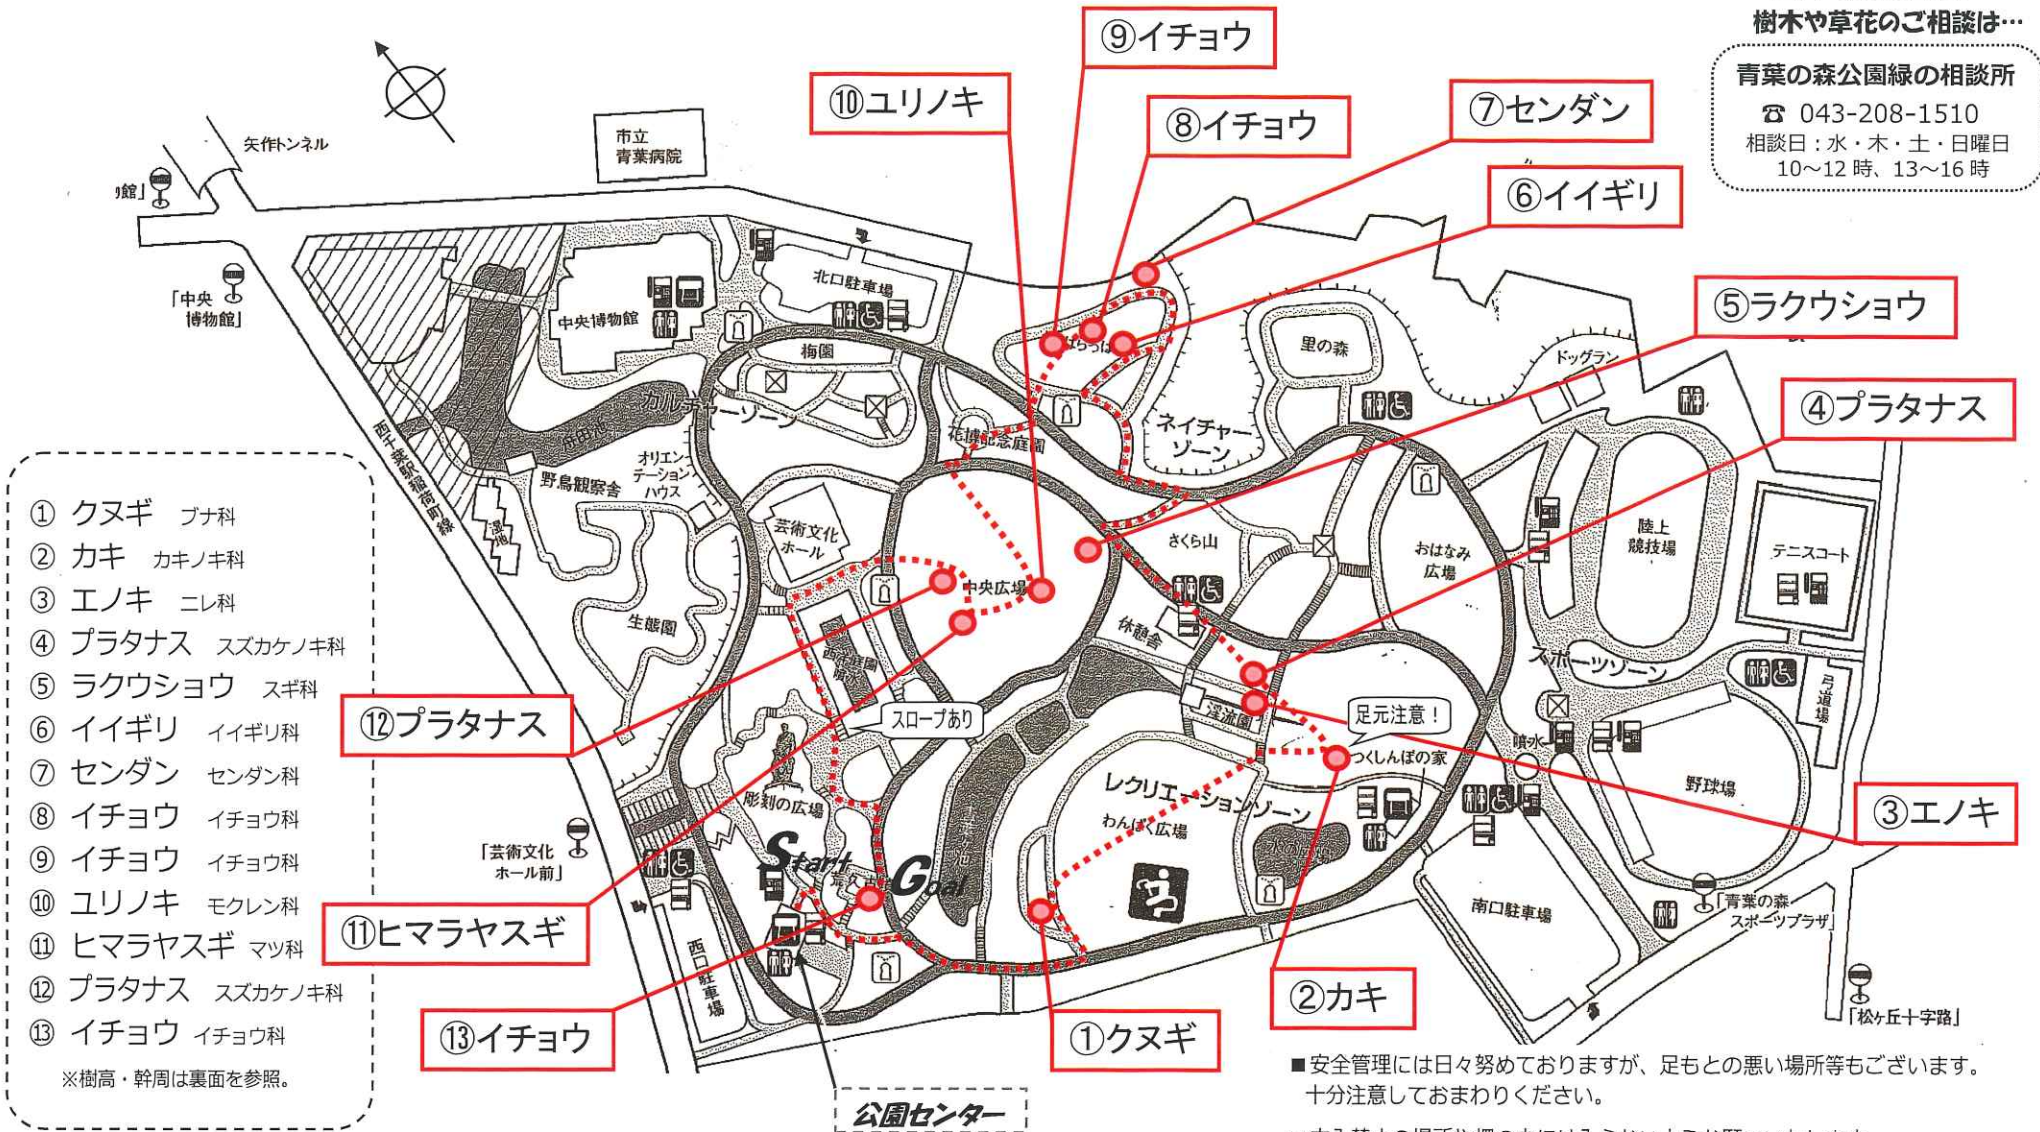 樹木や草花のご相談は…
青葉の森公園緑の相談所
☎ 043-208-1510
相談日：水・木・土・日曜日
10～12 時、13～16 時
⑨イチョウ
⑩ユリノキ
⑧イチョウ
⑦センダン
⑥イイギリ
⑤ラクウショウ
④プラタナス
③エノキ
②カキ
①クヌギ
⑬イチョウ
⑪ヒマラヤスギ
⑫プラタナス
矢作トンネル
市立
青葉病院
館」
「中央
博物館」
中央博物館
北口駐車場
梅園
カルチャーゾーン
舟田池
野鳥観察舎
オリエン
テーション
ハウス
湿地
西千葉駅稲荷町線
生態園
芸術文化
ホール
花博記念庭園
ネイチャー
ゾーン
里の森
ドッグラン
さくら山
おはなみ
広場
陸上
競技場
テニスコート
中央広場
休憩舎
スポーツゾーン
弓道場
渓流園
足元注意！
スロープあり
つくしんぼの家
噴水
野球場
レクリエーションゾーン
わんぱく広場
彫刻の広場
Start
Goal
「芸術文化
ホール前」
西口駐車場
南口駐車場
「青葉の森
スポーツプラザ」
「松ヶ丘十字路」
公園センター
① クヌギ ブナ科
② カキ カキノキ科
③ エノキ ニレ科
④ プラタナス スズカケノキ科
⑤ ラクウショウ スギ科
⑥ イイギリ イイギリ科
⑦ センダン センダン科
⑧ イチョウ イチョウ科
⑨ イチョウ イチョウ科
⑩ ユリノキ モクレン科
⑪ ヒマラヤスギ マツ科
⑫ プラタナス スズカケノキ科
⑬ イチョウ イチョウ科
※樹高・幹周は裏面を参照。
■安全管理には日々努めておりますが、足もとの悪い場所等もございます。
十分注意しておまわりください。